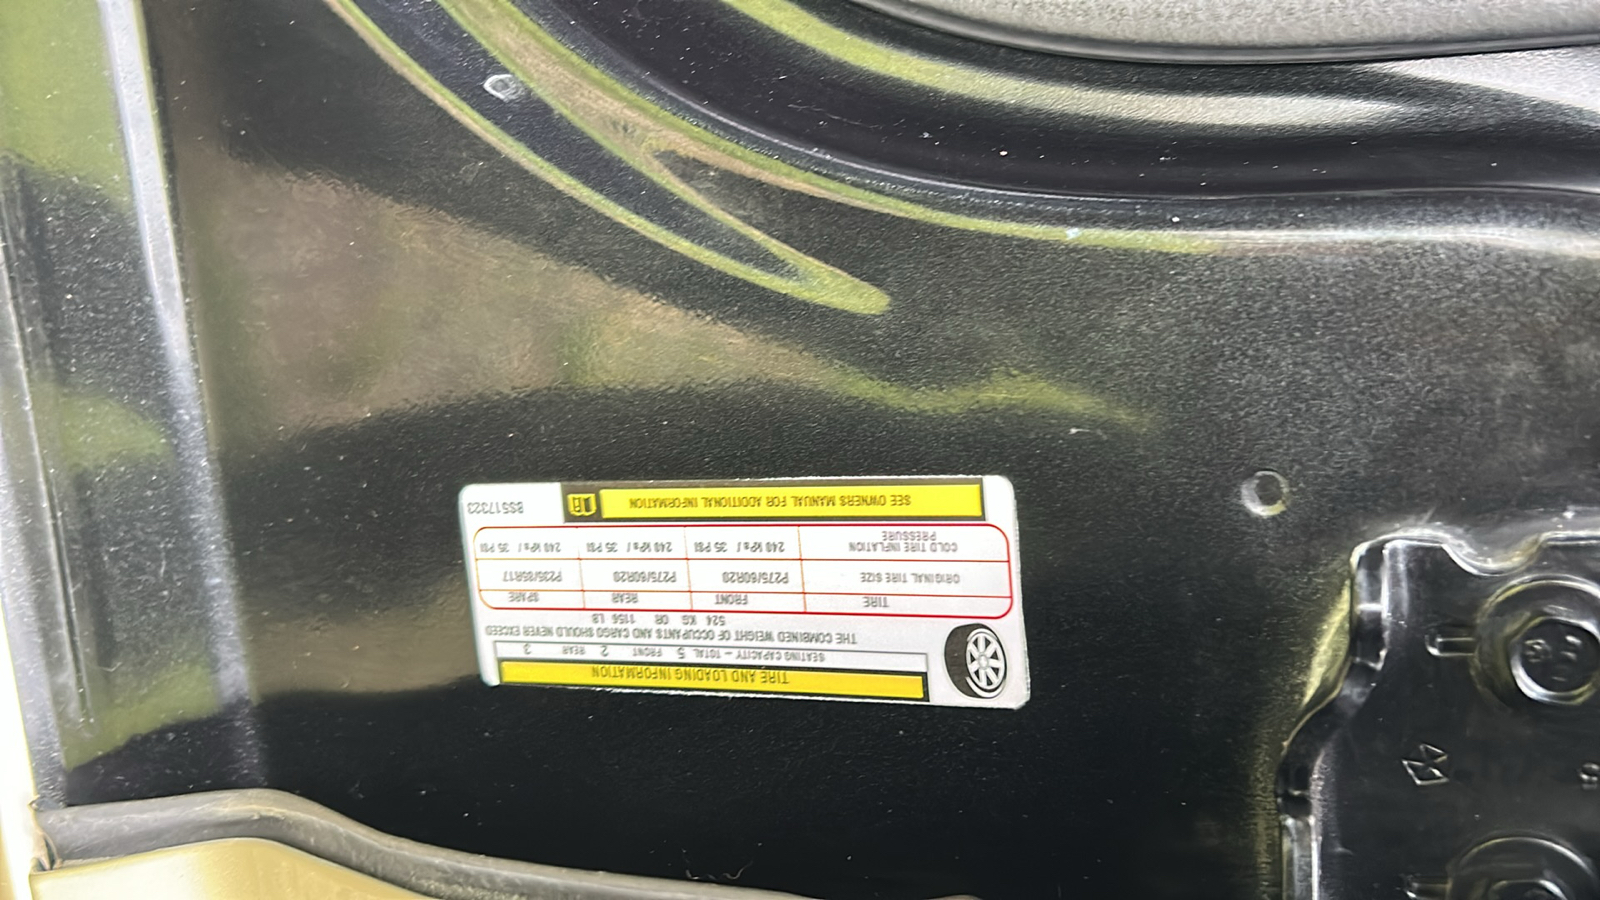 TIRE AND LOADING INFORMATION
SEATING CAPACITY – TOTAL 5 FRONT 2 REAR 3
THE COMBINED WEIGHT OF OCCUPANTS AND CARGO SHOULD NEVER EXCEED
524 KG OR 1156 LB
TIRE FRONT REAR SPARE
ORIGINAL TIRE SIZE P275/60R20 P275/60R20 P235/85R17
COLD TIRE INFLATION PRESSURE 240 kPa / 35 PSI 240 kPa / 35 PSI 240 kPa / 35 PSI
SEE OWNERS MANUAL FOR ADDITIONAL INFORMATION
BS517323